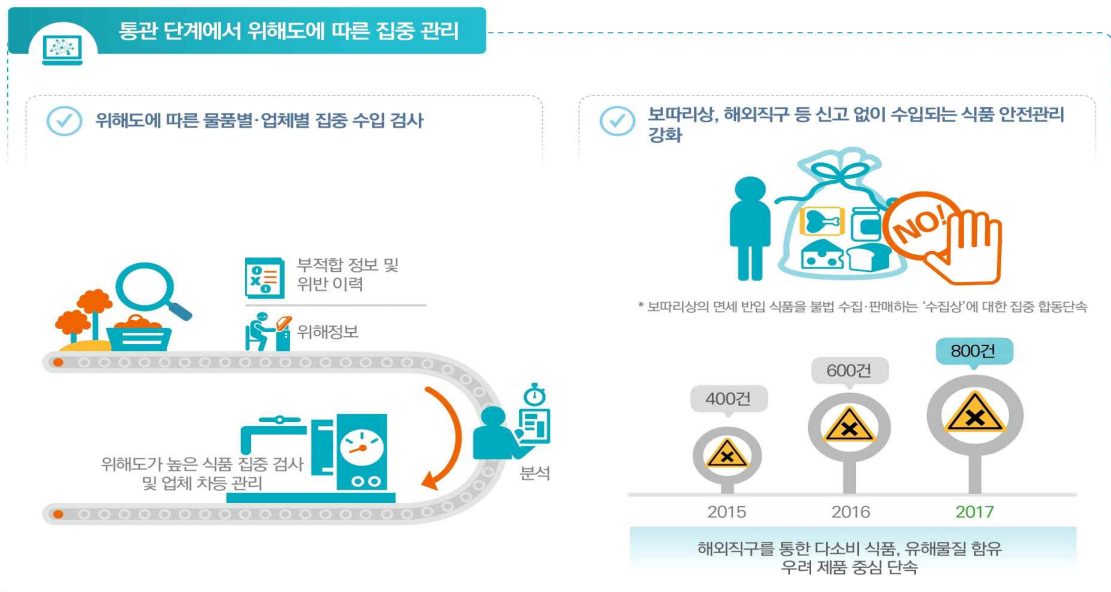 통관 단계에서 위해도에 따른 집중 관리
위해도에 따른 물품별·업체별 집중 수입 검사
부적합 정보 및
위반 이력
위해정보
분석
위해도가 높은 식품 집중 검사
및 업체 차등 관리
보따리상, 해외직구 등 신고 없이 수입되는 식품 안전관리
강화
NO!
* 보따리상의 면세 반입 식품을 불법 수집·판매하는 '수집상'에 대한 집중 합동단속
400건
600건
800건
2015
2016
2017
해외직구를 통한 다소비 식품, 유해물질 함유
우려 제품 중심 단속